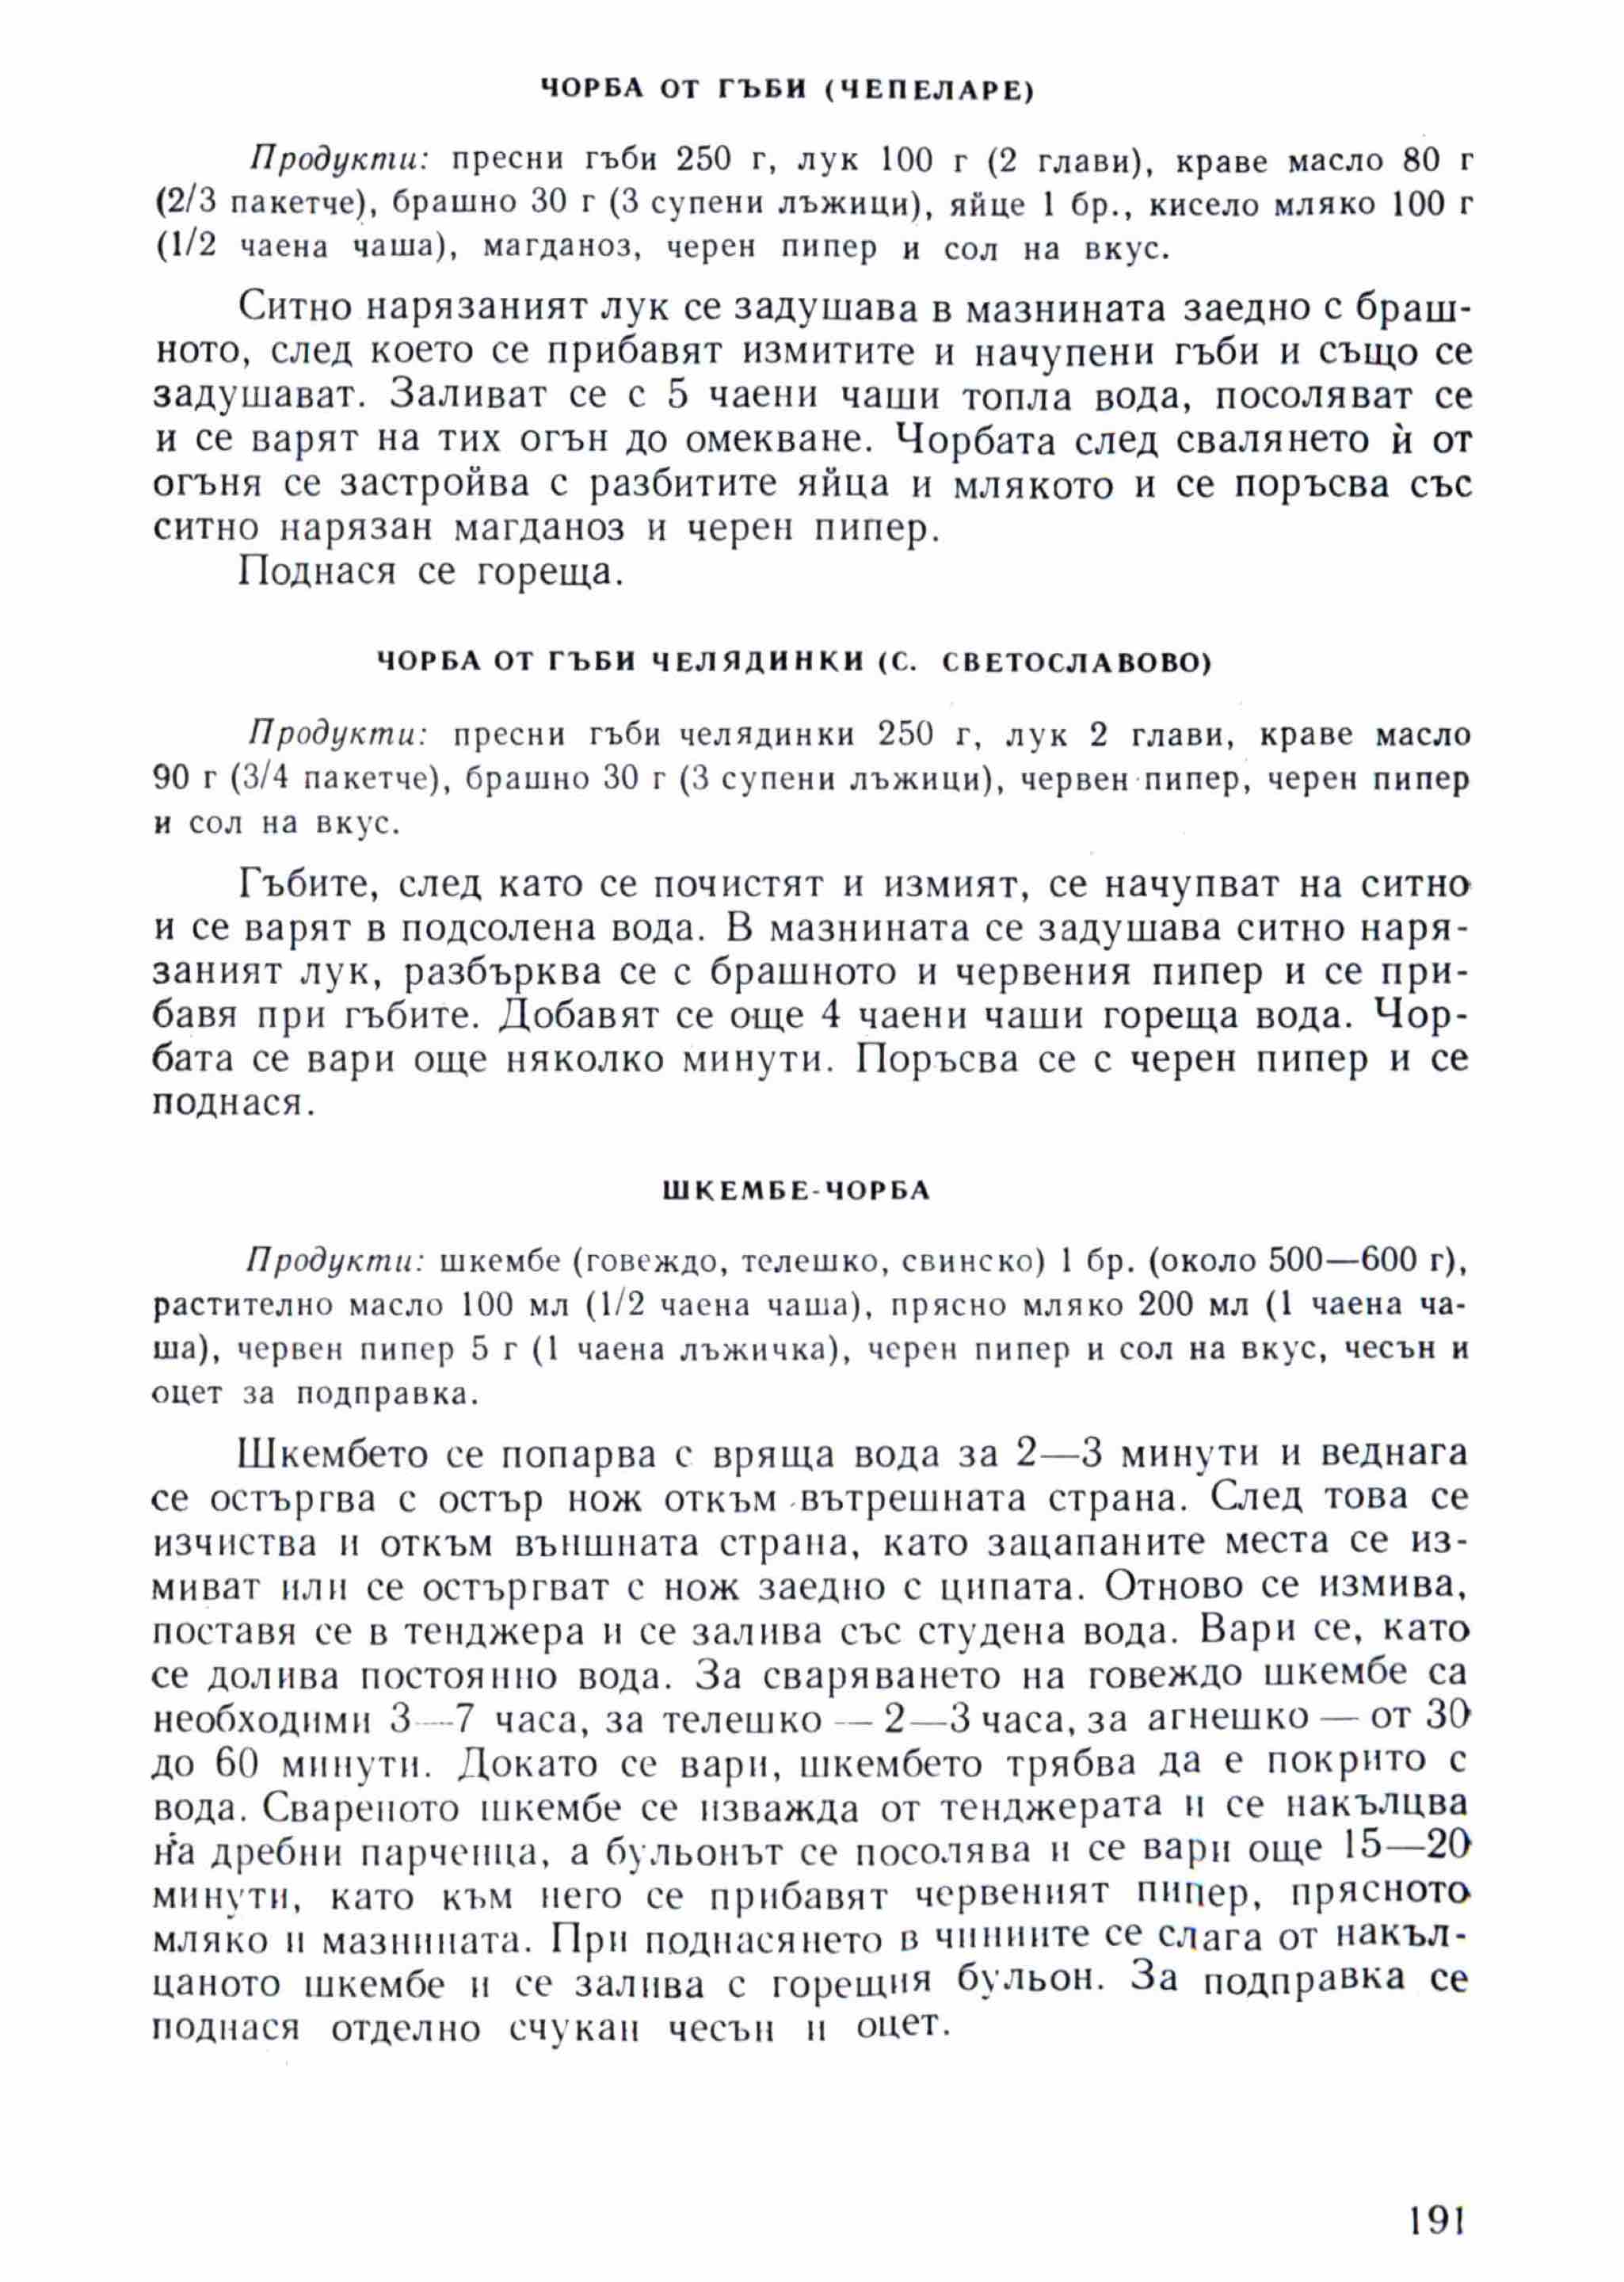 ЧОРБА ОТ ГЪБИ (ЧЕПЕЛАРЕ)
Продукти: пресни гъби 250 г, лук 100 г (2 глави), краве масло 80 г
(2/3 пакетче), брашно 30 г (3 супени лъжици), яйце 1 бр., кисело мляко 100 г
(1/2 чаена чаша), магданоз, черен пипер и сол на вкус.
Ситно нарязаният лук се задушава в мазнината заедно с браш-
ното, след което се прибавят измитите и начупени гъби и също се
задушават. Заливат се с 5 чаени чаши топла вода, посоляват се
и се варят на тих огън до омекване. Чорбата след свалянето ѝ от
огъня се застройва с разбитите яйца и млякото и се поръсва със
ситно нарязан магданоз и черен пипер.
Поднася се гореща.
ЧОРБА ОТ ГЪБИ ЧЕЛЯДИНКИ (С. СВЕТОСЛАВОВО)
Продукти: пресни гъби челядинки 250 г, лук 2 глави, краве масло
90 г (3/4 пакетче), брашно 30 г (3 супени лъжици), червен пипер, черен пипер
и сол на вкус.
Гъбите, след като се почистят и измият, се начупват на ситно
и се варят в подсолена вода. В мазнината се задушава ситно наря-
заният лук, разбърква се с брашното и червения пипер и се при-
бавя при гъбите. Добавят се още 4 чаени чаши гореща вода. Чор-
бата се вари още няколко минути. Поръсва се с черен пипер и се
поднася.
ШКЕМБЕ-ЧОРБА
Продукти: шкембе (говеждо, телешко, свинско) 1 бр. (около 500—600 г),
растително масло 100 мл (1/2 чаена чаша), прясно мляко 200 мл (1 чаена ча-
ша), червен пипер 5 г (1 чаена лъжичка), черен пипер и сол на вкус, чесън и
оцет за подправка.
Шкембето се попарва с вряща вода за 2—3 минути и веднага
се остъргва с остър нож откъм вътрешната страна. След това се
изчиства и откъм външната страна, като зацапаните места се из-
миват или се остъргват с нож заедно с ципата. Отново се измива,
поставя се в тенджера и се залива със студена вода. Вари се, като
се долива постоянно вода. За сваряването на говеждо шкембе са
необходими 3—7 часа, за телешко — 2—3 часа, за агнешко — от 30
до 60 минути. Докато се вари, шкембето трябва да е покрито с
вода. Свареното шкембе се изважда от тенджерата и се накълцва
на дребни парченца, а бульонът се посолява и се вари още 15—20
минути, като към него се прибавят червеният пипер, прясното
мляко и мазнината. При поднасянето в чиниите се слага от накъл-
цаното шкембе и се залива с горещия бульон. За подправка се
поднася отделно счукан чесън и оцет.
191